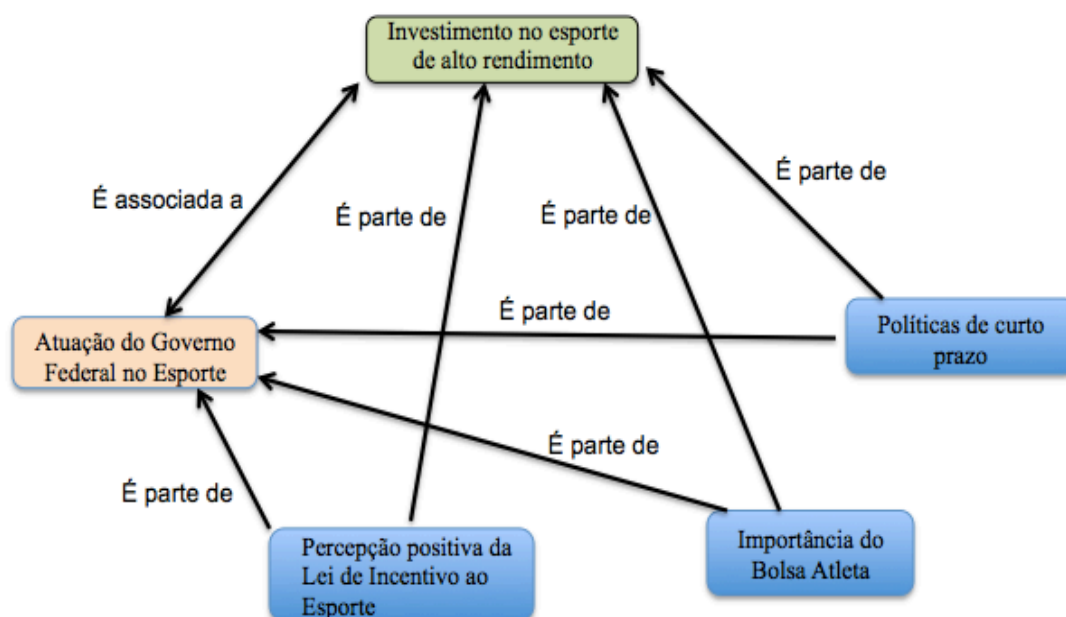 Investimento no esporte
de alto rendimento
É associada a
É parte de
É parte de
É parte de
É parte de
Atuação do Governo
Federal no Esporte
Políticas de curto
prazo
É parte de
É parte de
Percepção positiva da
Lei de Incentivo ao
Esporte
Importância do
Bolsa Atleta